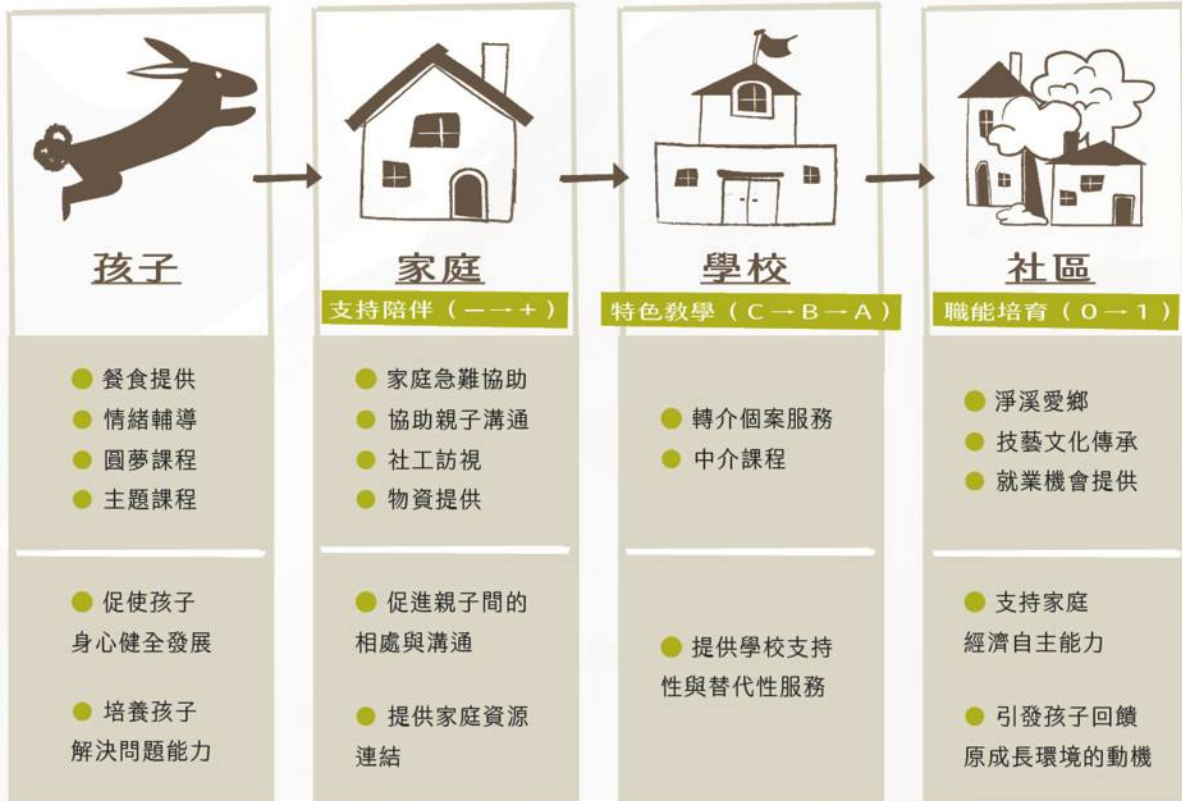 孩子
● 餐食提供
● 情緒輔導
● 圓夢課程
● 主題課程
● 促使孩子
身心健全發展
● 培養孩子
解決問題能力
家庭
支持陪伴（－→＋）
● 家庭急難協助
● 協助親子溝通
● 社工訪視
● 物資提供
● 促進親子間的
相處與溝通
● 提供家庭資源
連結
學校
特色教學（C→B→A）
● 轉介個案服務
● 中介課程
● 提供學校支持
性與替代性服務
社區
職能培育（0→1）
● 淨溪愛鄉
● 技藝文化傳承
● 就業機會提供
● 支持家庭
經濟自主能力
● 引發孩子回饋
原成長環境的動機